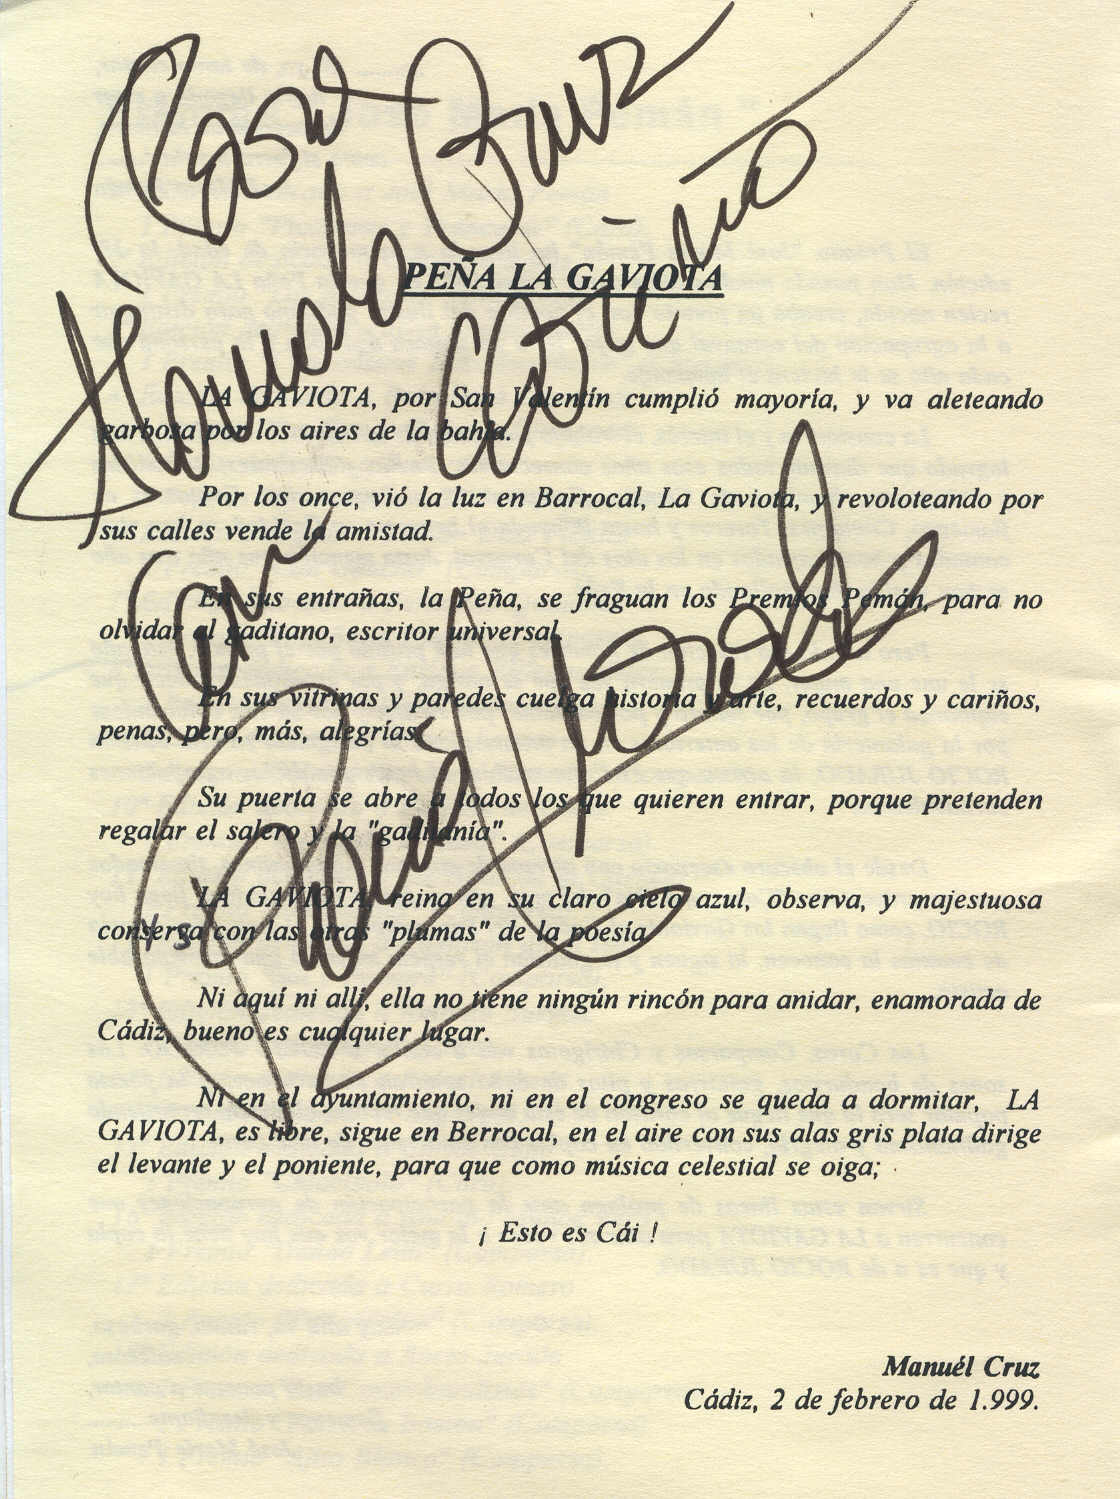 Para
Manuela Cruz
Cariño
PEÑA LA GAVIOTA
LA GAVIOTA, por San Valentín cumplió mayoría, y va aleteando
garbosa por los aires de la bahía.
Por los once, vió la luz en Barrocal, La Gaviota, y revoloteando por
sus calles vende la amistad.
Con
En sus entrañas, la Peña, se fraguan los Premios Pemán, para no
olvidar al gaditano, escritor universal.
En sus vitrinas y paredes cuelga historia y arte, recuerdos y cariños,
penas, pero, más, alegrías.
Rocío Jurado
Su puerta se abre a todos los que quieren entrar, porque pretenden
regalar el salero y la "gaditanía".
LA GAVIOTA, reina en su claro cielo azul, observa, y majestuosa
conserva con las otras "plumas" de la poesía.
Ni aquí ni allí, ella no tiene ningún rincón para anidar, enamorada de
Cádiz, bueno es cualquier lugar.
Ni en el ayuntamiento, ni en el congreso se queda a dormitar, LA
GAVIOTA, es libre, sigue en Berrocal, en el aire con sus alas gris plata dirige
el levante y el poniente, para que como música celestial se oiga;
¡ Esto es Cái !
Manuél Cruz
Cádiz, 2 de febrero de 1.999.